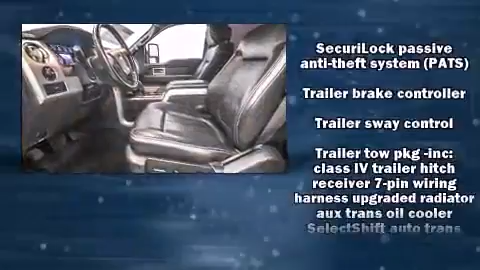 SecuriLock passive
anti-theft system (PATS)
Trailer brake controller
Trailer sway control
Trailer tow pkg -inc:
class IV trailer hitch
receiver 7-pin wiring
harness upgraded radiator
aux trans oil cooler
SelectShift auto trans